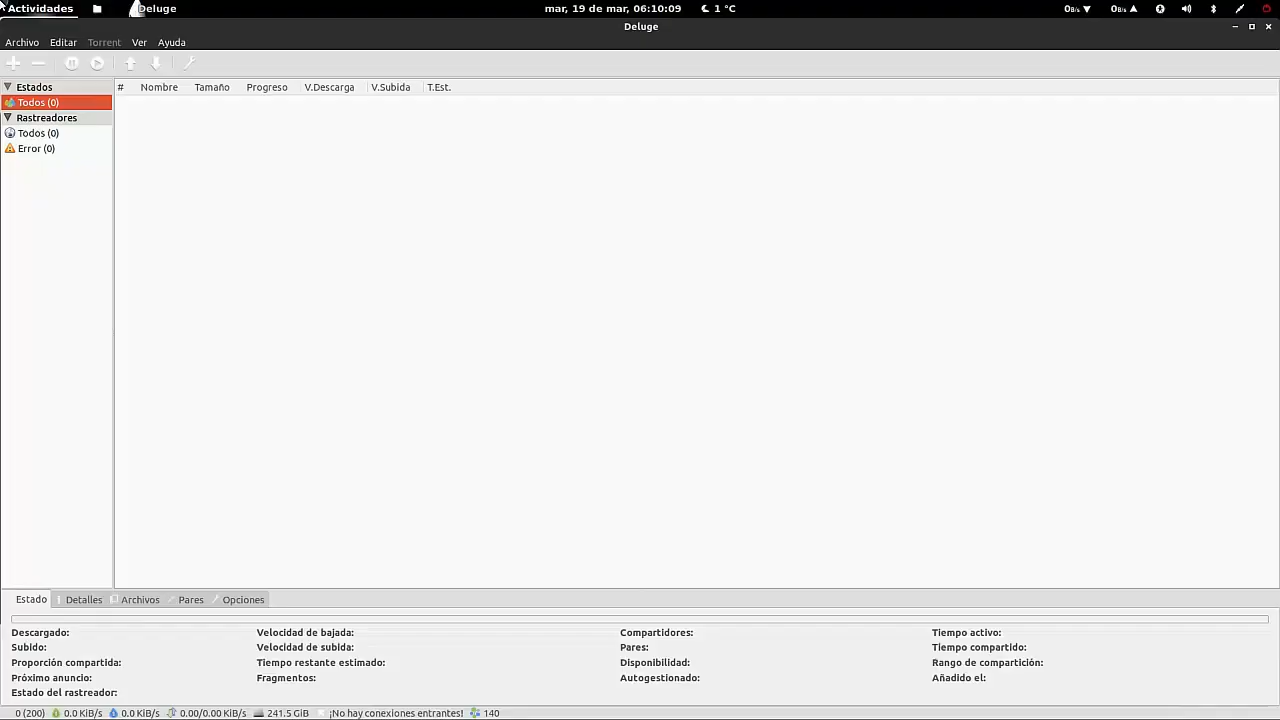 Actividades Deluge mar, 19 de mar, 06:10:09 1 °C 0B/s 0B/s
Deluge
Archivo Editar Torrent Ver Ayuda
Estados
Todos (0)
Rastreadores
Todos (0)
Error (0)
# Nombre Tamaño Progreso V.Descarga V.Subida T.Est.
Estado Detalles Archivos Pares Opciones
Descargado: Velocidad de bajada: Compartidores: Tiempo activo:
Subido: Velocidad de subida: Pares: Tiempo compartido:
Proporción compartida: Tiempo restante estimado: Disponibilidad: Rango de compartición:
Próximo anuncio: Fragmentos: Autogestionado: Añadido el:
Estado del rastreador:
0 (200) 0.0 KiB/s 0.0 KiB/s 0.00/0.00 KiB/s 241.5 GiB ¡No hay conexiones entrantes! 140